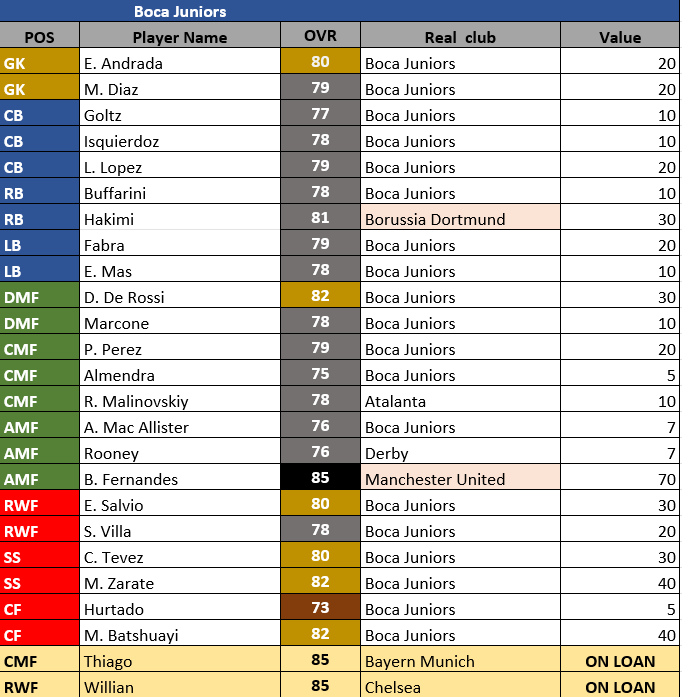 Boca Juniors
POS Player Name OVR Real club Value
GK E. Andrada 80 Boca Juniors 20
GK M. Diaz 79 Boca Juniors 20
CB Goltz 77 Boca Juniors 10
CB Isquierdoz 78 Boca Juniors 10
CB L. Lopez 79 Boca Juniors 20
RB Buffarini 78 Boca Juniors 10
RB Hakimi 81 Borussia Dortmund 30
LB Fabra 79 Boca Juniors 20
LB E. Mas 78 Boca Juniors 10
DMF D. De Rossi 82 Boca Juniors 30
DMF Marcone 78 Boca Juniors 10
CMF P. Perez 79 Boca Juniors 20
CMF Almendra 75 Boca Juniors 5
CMF R. Malinovskiy 78 Atalanta 10
AMF A. Mac Allister 76 Boca Juniors 7
AMF Rooney 76 Derby 7
AMF B. Fernandes 85 Manchester United 70
RWF E. Salvio 80 Boca Juniors 30
RWF S. Villa 78 Boca Juniors 20
SS C. Tevez 80 Boca Juniors 30
SS M. Zarate 82 Boca Juniors 40
CF Hurtado 73 Boca Juniors 5
CF M. Batshuayi 82 Boca Juniors 40
CMF Thiago 85 Bayern Munich ON LOAN
RWF Willian 85 Chelsea ON LOAN